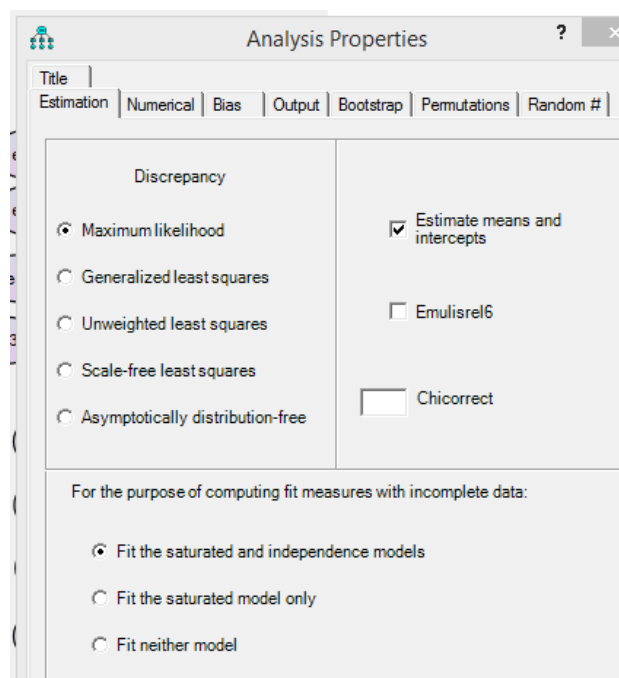 Analysis Properties
?
Title
Estimation Numerical Bias Output Bootstrap Permutations Random #
Discrepancy
Maximum likelihood
Generalized least squares
Unweighted least squares
Scale-free least squares
Asymptotically distribution-free
Estimate means and
intercepts
Emulisrel6
Chicorrect
For the purpose of computing fit measures with incomplete data:
Fit the saturated and independence models
Fit the saturated model only
Fit neither model